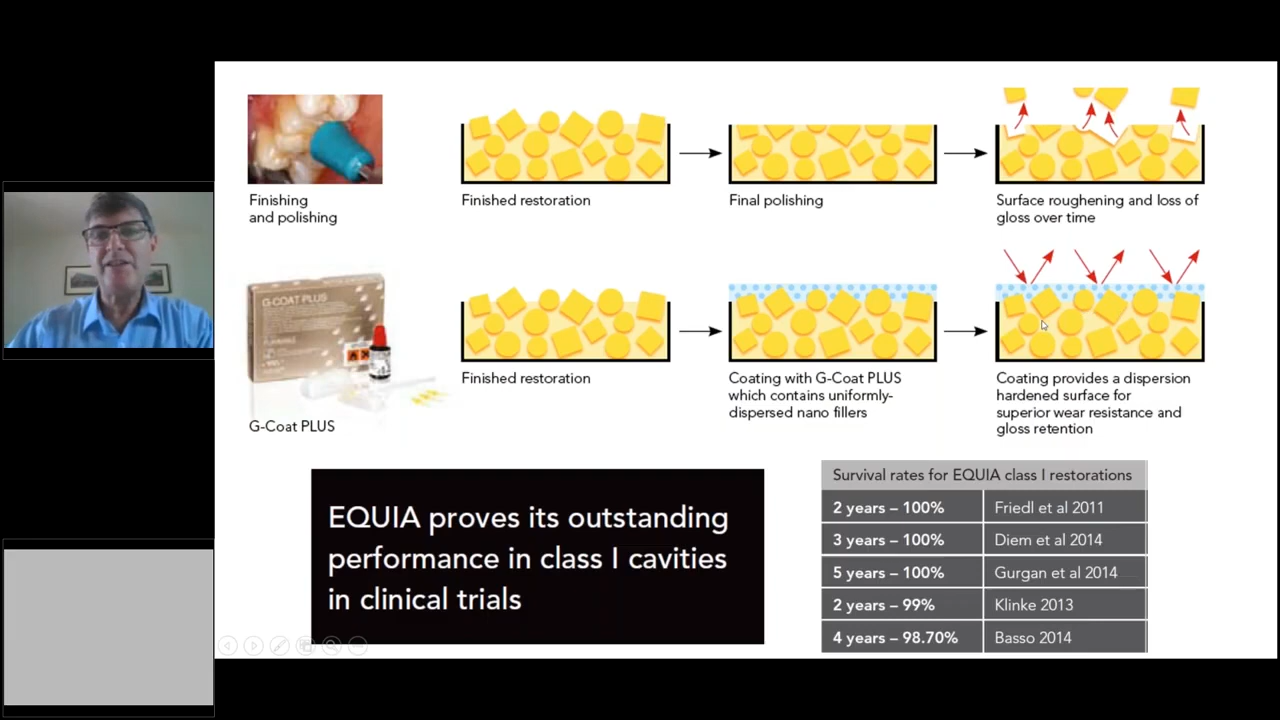 Finishing
and polishing
Finished restoration
Final polishing
Surface roughening and loss of
gloss over time
G-COAT PLUS
G-Coat PLUS
Finished restoration
Coating with G-Coat PLUS
which contains uniformly-
dispersed nano fillers
Coating provides a dispersion
hardened surface for
superior wear resistance and
gloss retention
EQUIA proves its outstanding
performance in class I cavities
in clinical trials
Survival rates for EQUIA class I restorations
2 years – 100% Friedl et al 2011
3 years – 100% Diem et al 2014
5 years – 100% Gurgan et al 2014
2 years – 99% Klinke 2013
4 years – 98.70% Basso 2014